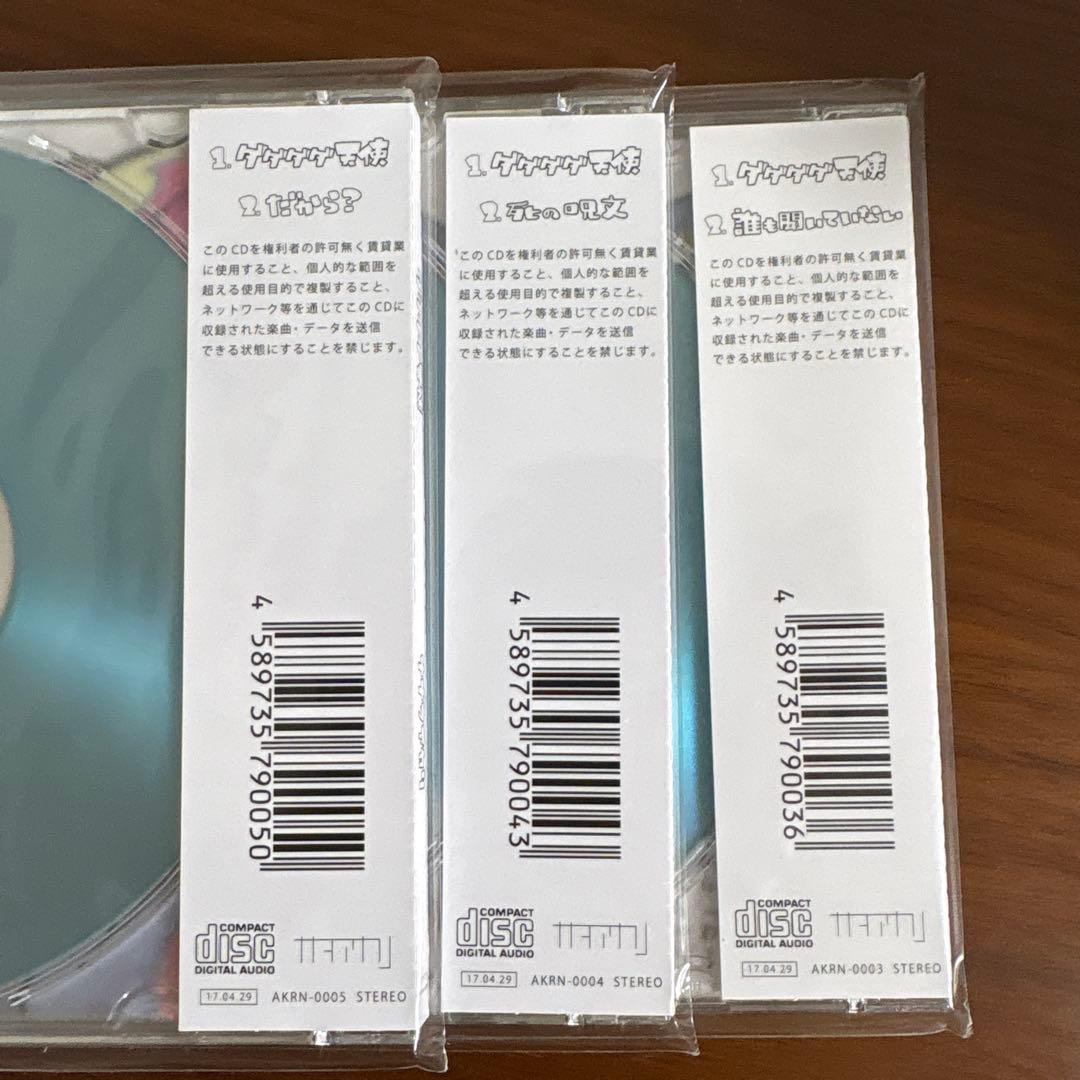 1. ゲゲゲゲ天使
2. だから?
このCDを権利者の許可無く賃貸業
に使用すること、個人的な範囲を
超える使用目的で複製すること、
ネットワーク等を通じてこのCDに
収録された楽曲・データを送信
できる状態にすることを禁じます。
4 589735 790050
COMPACT
disc
DIGITAL AUDIO
17.04.29 AKRN-0005 STEREO
1. ゲゲゲゲ天使
2. 死の呪文
このCDを権利者の許可無く賃貸業
に使用すること、個人的な範囲を
超える使用目的で複製すること、
ネットワーク等を通じてこのCDに
収録された楽曲・データを送信
できる状態にすることを禁じます。
4 589735 790043
COMPACT
disc
DIGITAL AUDIO
17.04.29 AKRN-0004 STEREO
1. ゲゲゲゲ天使
2. 誰も聞いていない
このCDを権利者の許可無く賃貸業
に使用すること、個人的な範囲を
超える使用目的で複製すること、
ネットワーク等を通じてこのCDに
収録された楽曲・データを送信
できる状態にすることを禁じます。
4 589735 790036
COMPACT
disc
DIGITAL AUDIO
17.04.29 AKRN-0003 STEREO